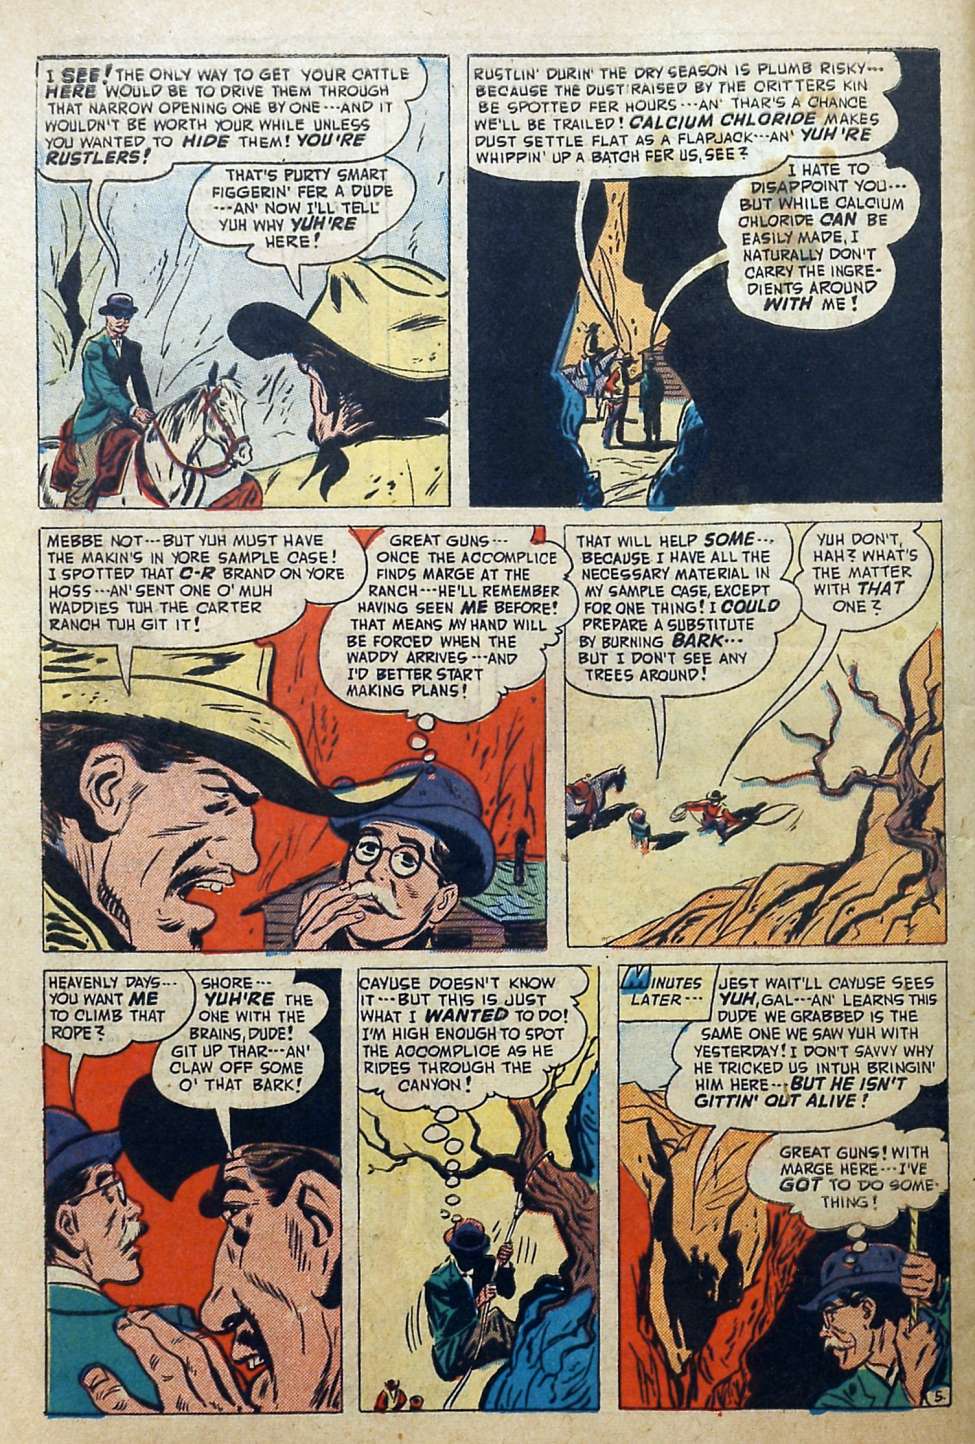 I SEE! THE ONLY WAY TO GET YOUR CATTLE
HERE WOULD BE TO DRIVE THEM THROUGH
THAT NARROW OPENING ONE BY ONE---AND IT
WOULDN'T BE WORTH YOUR WHILE UNLESS
YOU WANTED TO HIDE THEM! YOU'RE
RUSTLERS!
THAT'S PURTY SMART
FIGGERIN' FER A DUDE
---AN' NOW I'LL TELL
YUH WHY YUH'RE
HERE!
RUSTLIN' DURIN' THE DRY SEASON IS PLUMB RISKY---
BECAUSE THE DUST RAISED BY THE CRITTERS KIN
BE SPOTTED FER HOURS---AN' THAR'S A CHANCE
WE'LL BE TRAILED! CALCIUM CHLORIDE MAKES
DUST SETTLE FLAT AS A FLAPJACK---AN' YUH'RE
WHIPPIN' UP A BATCH FER US, SEE?
I HATE TO
DISAPPOINT YOU---
BUT WHILE CALCIUM
CHLORIDE CAN BE
EASILY MADE, I
NATURALLY DON'T
CARRY THE INGRE-
DIENTS AROUND
WITH ME!
MEBBE NOT---BUT YUH MUST HAVE
THE MAKIN'S IN YORE SAMPLE CASE!
I SPOTTED THAT C-R BRAND ON YORE
HOSS---AN' SENT ONE O' MUH
WADDIES TUH THE CARTER
RANCH TUH GIT IT!
GREAT GUNS---
ONCE THE ACCOMPLICE
FINDS MARGE AT THE
RANCH---HE'LL REMEMBER
HAVING SEEN ME BEFORE!
THAT MEANS MY HAND WILL
BE FORCED WHEN THE
WADDY ARRIVES---AND
I'D BETTER START
MAKING PLANS!
THAT WILL HELP SOME---
BECAUSE I HAVE ALL THE
NECESSARY MATERIAL IN
MY SAMPLE CASE, EXCEPT
FOR ONE THING! I COULD
PREPARE A SUBSTITUTE
BY BURNING BARK---
BUT I DON'T SEE ANY
TREES AROUND!
YUH DON'T,
HAH? WHAT'S
THE MATTER
WITH THAT
ONE?
HEAVENLY DAYS---
YOU WANT ME
TO CLIMB THAT
ROPE?
SHORE---
YUH'RE THE
ONE WITH THE
BRAINS, DUDE!
GIT UP THAR---AN'
CLAW OFF SOME
O' THAT BARK!
CAYUSE DOESN'T KNOW
IT---BUT THIS IS JUST
WHAT I WANTED TO DO!
I'M HIGH ENOUGH TO SPOT
THE ACCOMPLICE AS HE
RIDES THROUGH THE
CANYON!
MINUTES
LATER---
JEST WAIT'LL CAYUSE SEES
YUH, GAL---AN' LEARNS THIS
DUDE WE GRABBED IS THE
SAME ONE WE SAW YUH WITH
YESTERDAY! I DON'T SAVVY WHY
HE TRICKED US INTUH BRINGIN'
HIM HERE---BUT HE ISN'T
GITTIN' OUT ALIVE!
GREAT GUNS! WITH
MARGE HERE---I'VE
GOT TO DO SOME-
THING!
5